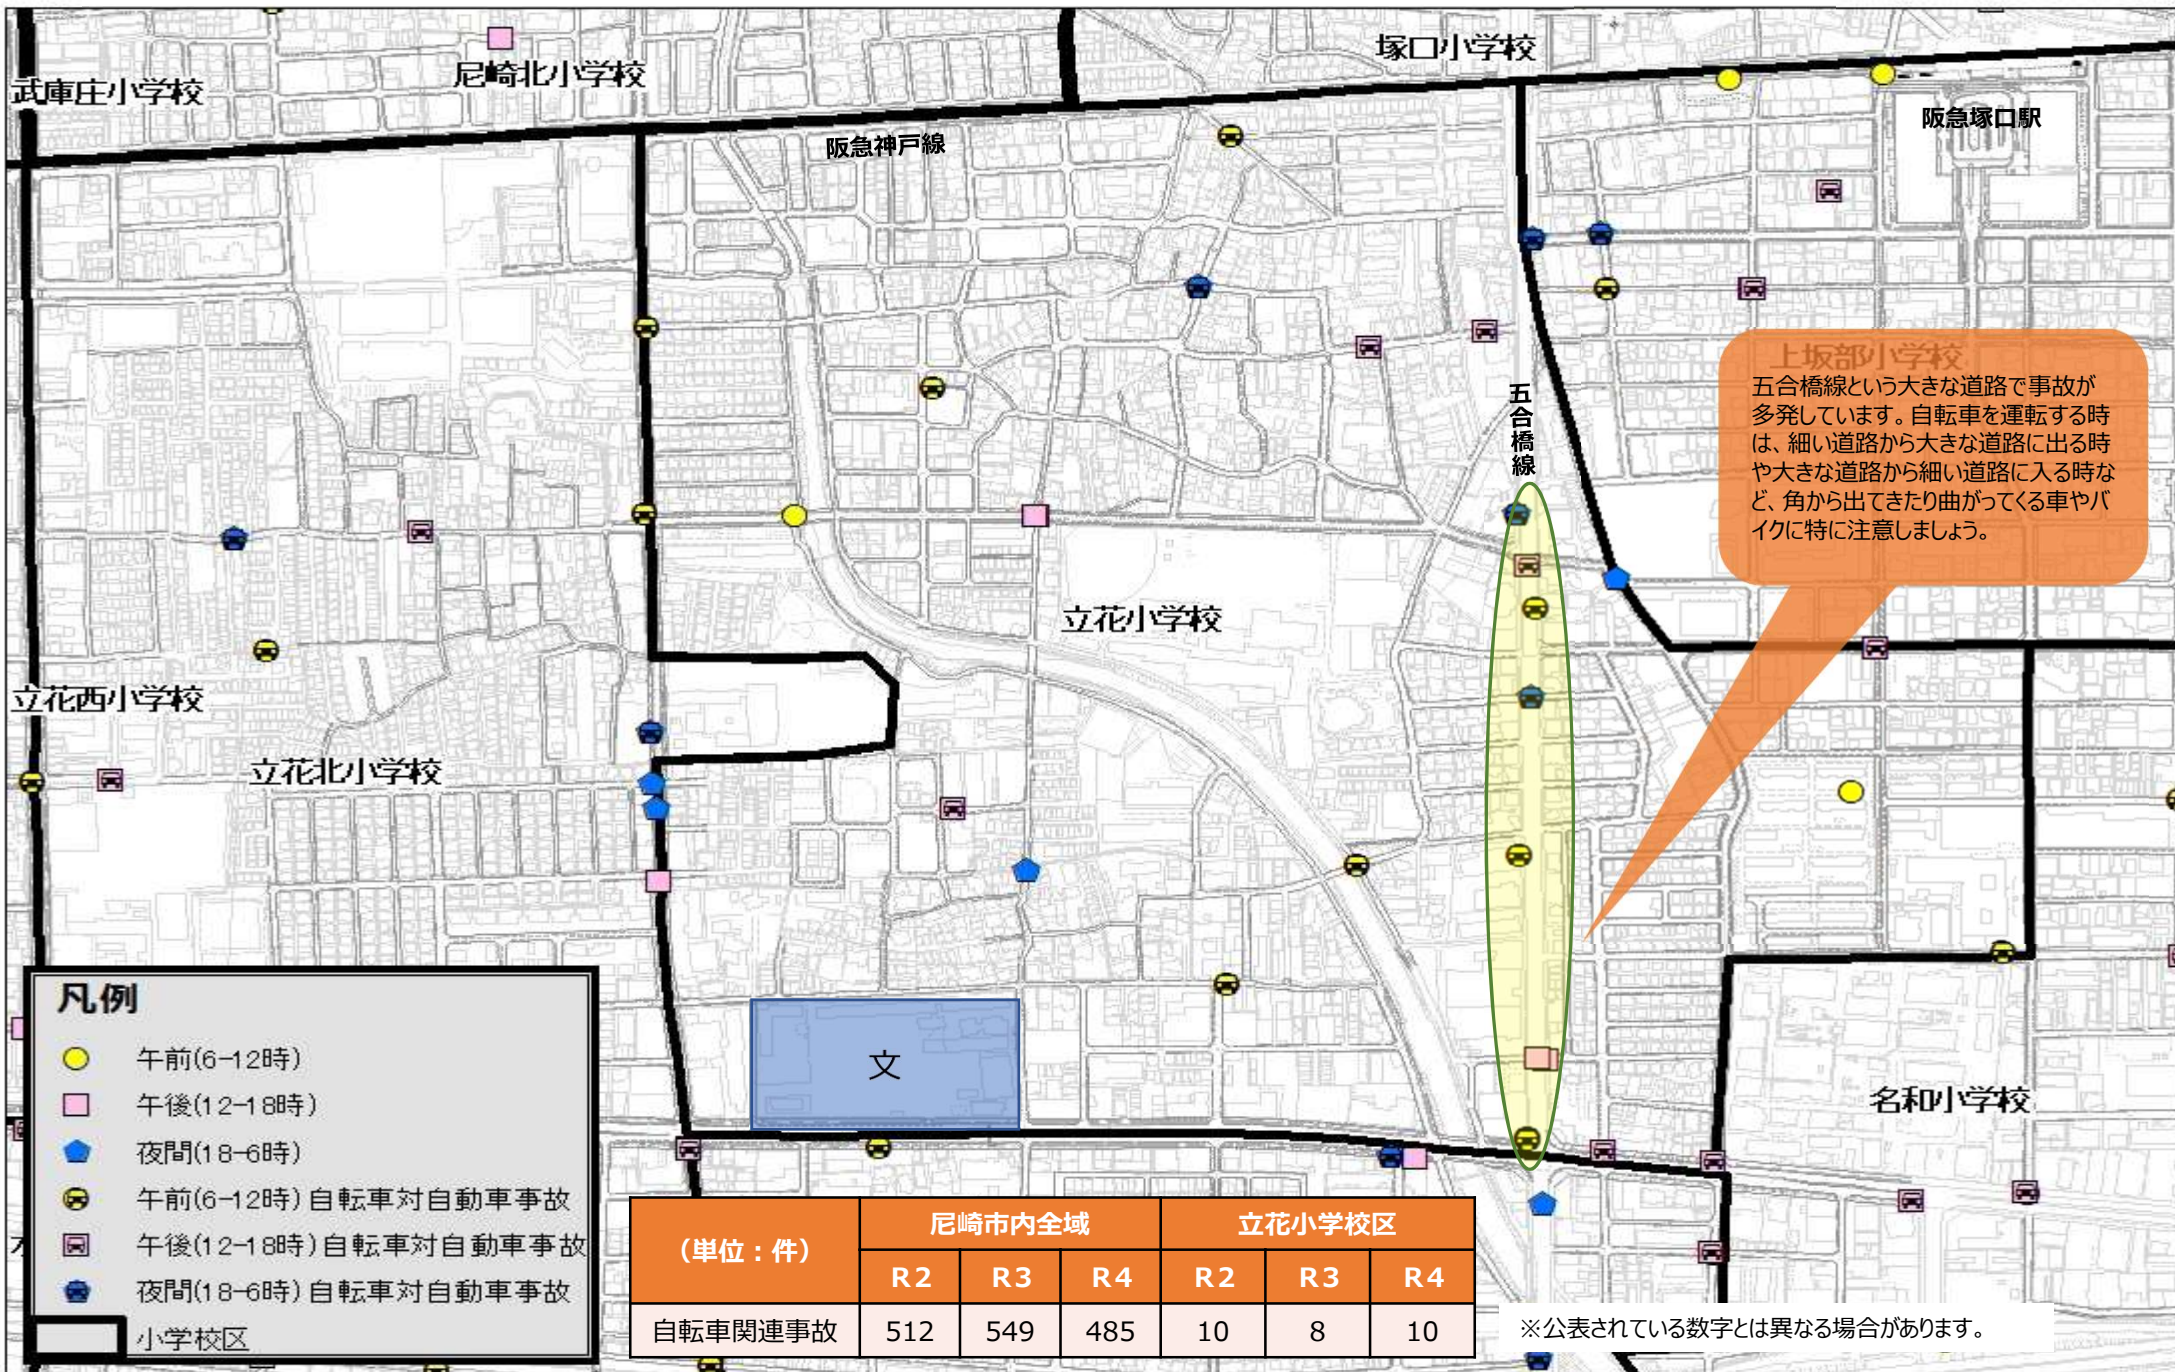 塚口小学校
尼崎北小学校
武庫庄小学校
阪急塚口駅
阪急神戸線
上坂部小学校
五合橋線という大きな道路で事故が
多発しています。自転車を運転する時
は、細い道路から大きな道路に出る時
や大きな道路から細い道路に入る時な
ど、角から出てきたり曲がってくる車やバ
イクに特に注意しましょう。
五合橋線
立花小学校
立花西小学校
立花北小学校
文
名和小学校
凡例
午前(6-12時)
午後(12-18時)
夜間(18-6時)
午前(6-12時)自転車対自動車事故
午後(12-18時)自転車対自動車事故
夜間(18-6時)自転車対自動車事故
小学校区
(単位:件) 尼崎市内全域 立花小学校区
R2 R3 R4 R2 R3 R4
自転車関連事故 512 549 485 10 8 10
※公表されている数字とは異なる場合があります。